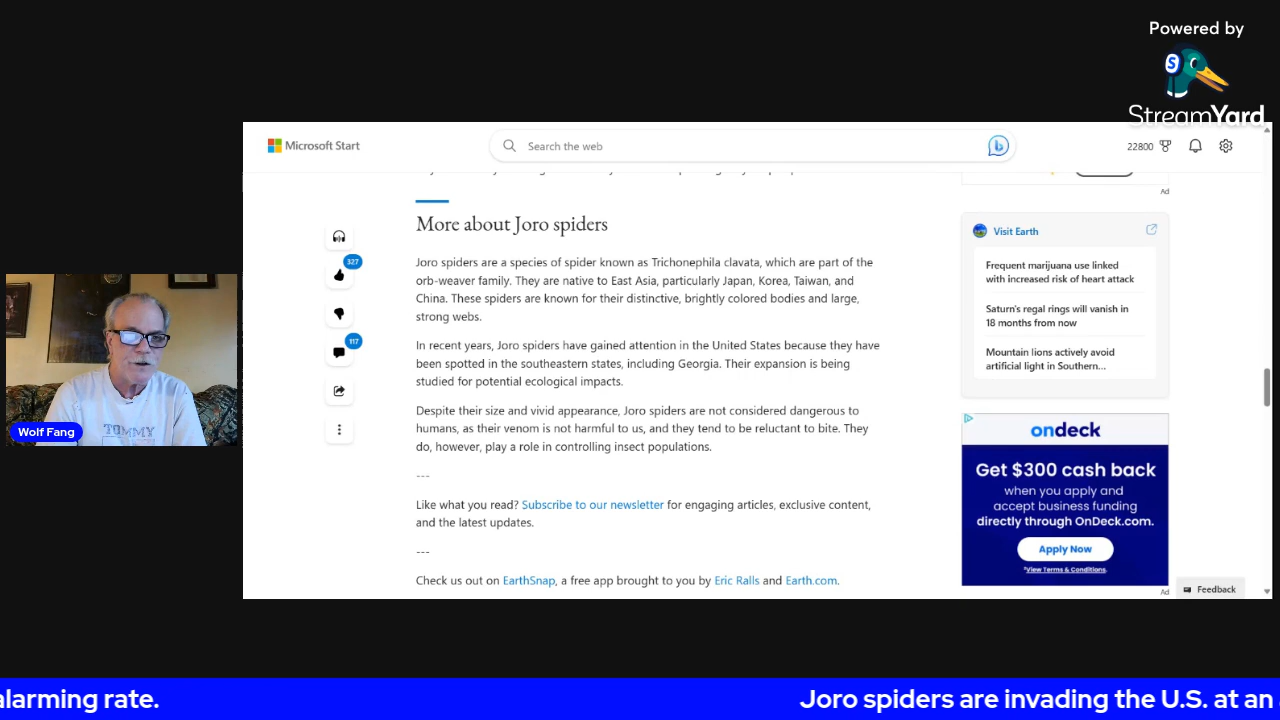 Powered by
S
StreamYard
Microsoft Start
Search the web
22800
Ad
More about Joro spiders
327
Joro spiders are a species of spider known as Trichonephila clavata, which are part of the
orb-weaver family. They are native to East Asia, particularly Japan, Korea, Taiwan, and
China. These spiders are known for their distinctive, brightly colored bodies and large,
strong webs.
117
In recent years, Joro spiders have gained attention in the United States because they have
been spotted in the southeastern states, including Georgia. Their expansion is being
studied for potential ecological impacts.
Despite their size and vivid appearance, Joro spiders are not considered dangerous to
humans, as their venom is not harmful to us, and they tend to be reluctant to bite. They
do, however, play a role in controlling insect populations.
---
Like what you read? Subscribe to our newsletter for engaging articles, exclusive content,
and the latest updates.
---
Check us out on EarthSnap, a free app brought to you by Eric Ralls and Earth.com.
Visit Earth
Frequent marijuana use linked
with increased risk of heart attack
Saturn's regal rings will vanish in
18 months from now
Mountain lions actively avoid
artificial light in Southern...
ondeck
Get $300 cash back
when you apply and
accept business funding
directly through OnDeck.com.
Apply Now
*View Terms & Conditions.
Ad
Feedback
TOMMY
Wolf Fang
alarming rate.
Joro spiders are invading the U.S. at an